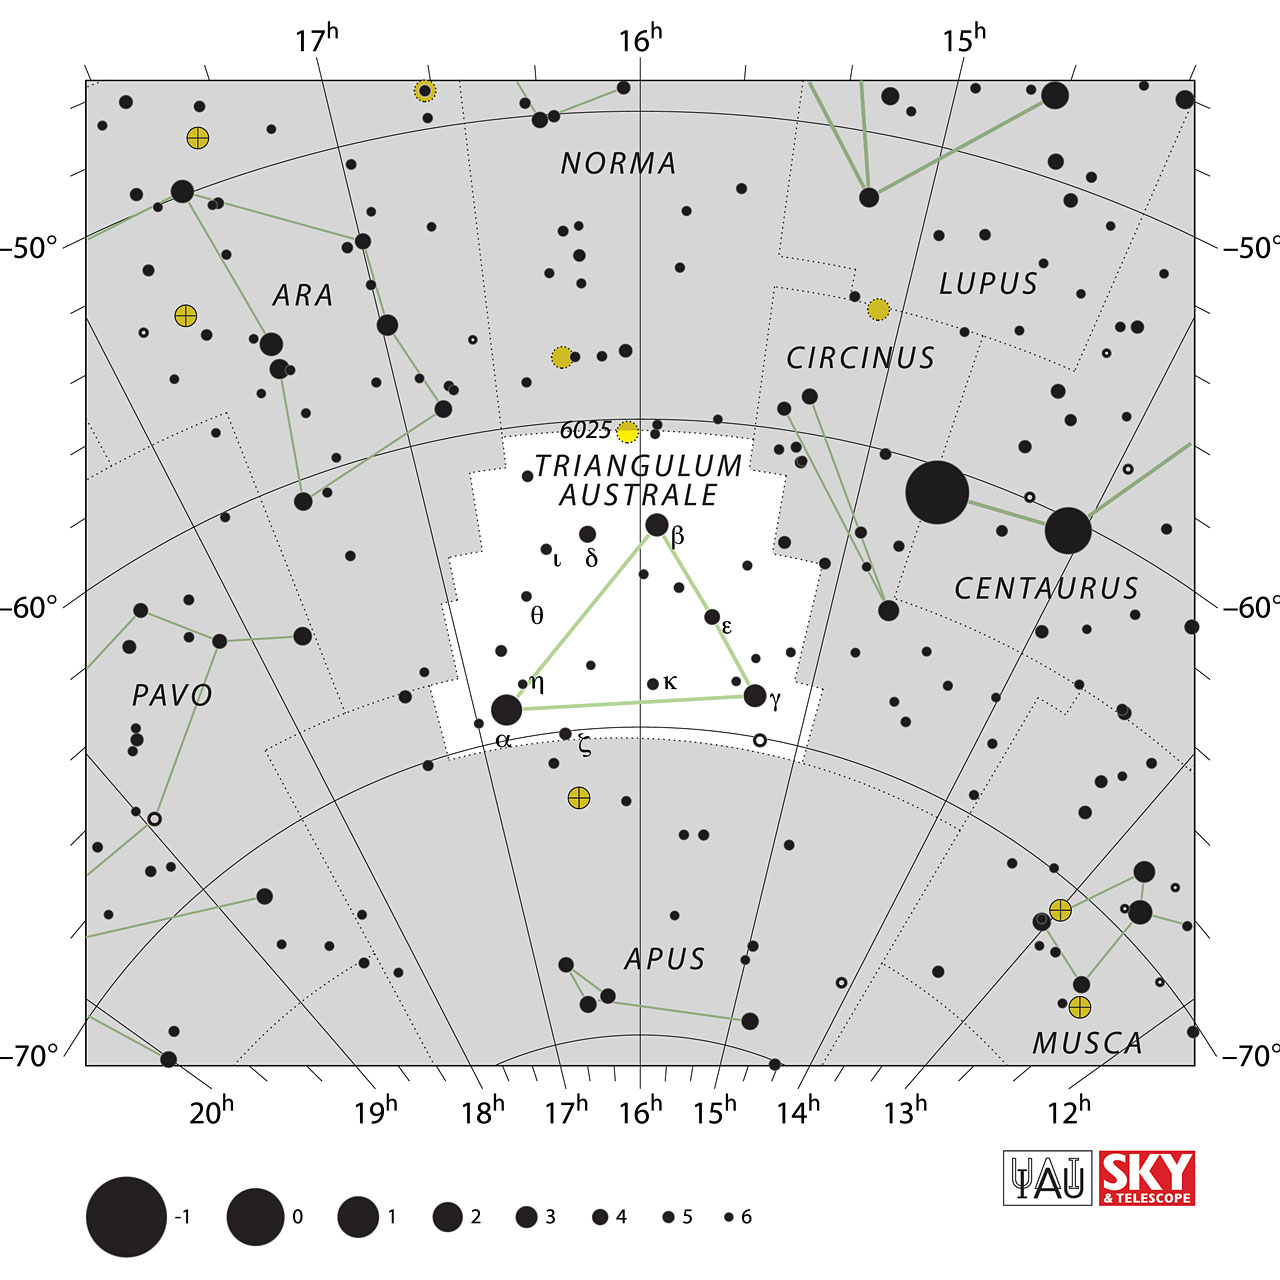 17h 16h 15h
NORMA
–50° –50°
ARA LUPUS
CIRCINUS
6025
TRIANGULUM
AUSTRALE
β
ι δ
θ ε
CENTAURUS
–60° –60°
η κ γ
PAVO
α ζ
APUS
MUSCA
–70° –70°
20h 19h 18h 17h 16h 15h 14h 13h 12h
IAU SKY
& TELESCOPE
-1 0 1 2 3 4 5 6